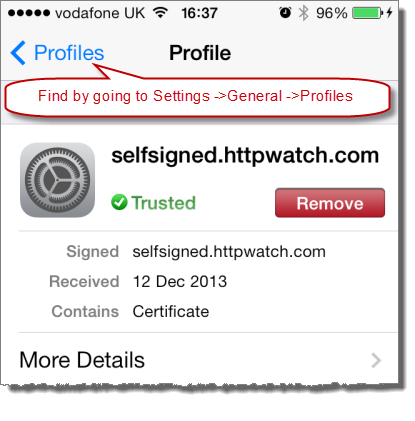 vodafone UK 16:37 96%
Profiles Profile
Find by going to Settings ->General ->Profiles
selfsigned.httpwatch.com
Trusted Remove
Signed selfsigned.httpwatch.com
Received 12 Dec 2013
Contains Certificate
More Details